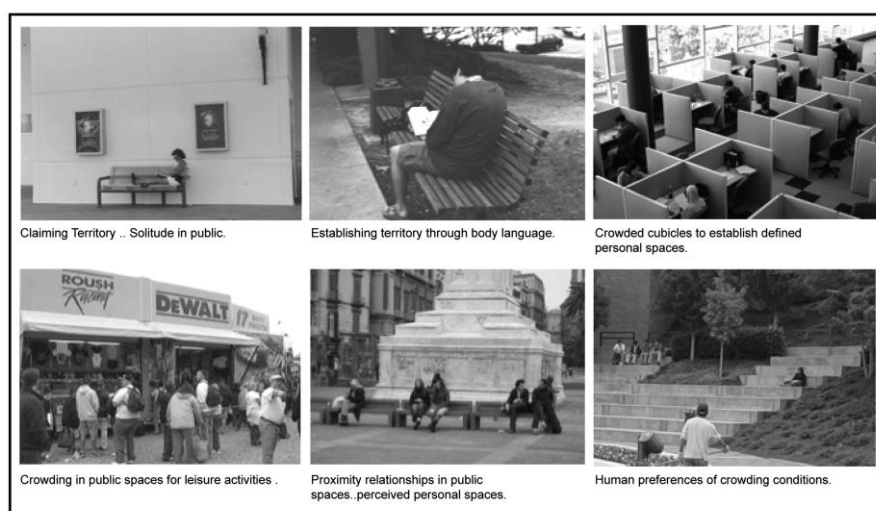 Claiming Territory .. Solitude in public.
Establishing territory through body language.
Crowded cubicles to establish defined
personal spaces.
ROUSH
Racing
DEWALT
17
Crowding in public spaces for leisure activities .
Proximity relationships in public
spaces..perceived personal spaces.
Human preferences of crowding conditions.